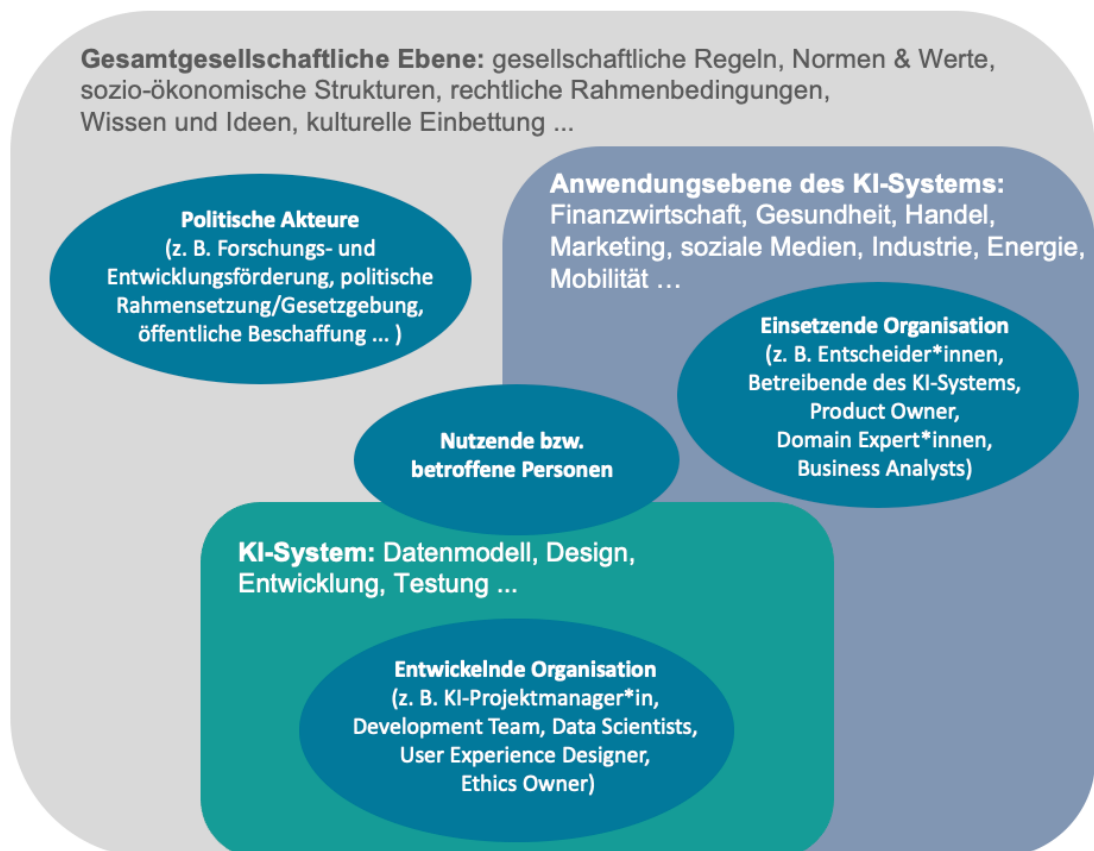 Gesamtgesellschaftliche Ebene: gesellschaftliche Regeln, Normen & Werte,
sozio-ökonomische Strukturen, rechtliche Rahmenbedingungen,
Wissen und Ideen, kulturelle Einbettung ...
Politische Akteure
(z. B. Forschungs- und
Entwicklungsförderung, politische
Rahmensetzung/Gesetzgebung,
öffentliche Beschaffung ... )
Anwendungsebene des KI-Systems:
Finanzwirtschaft, Gesundheit, Handel,
Marketing, soziale Medien, Industrie, Energie,
Mobilität …
Einsetzende Organisation
(z. B. Entscheider*innen,
Betreibende des KI-Systems,
Product Owner,
Domain Expert*innen,
Business Analysts)
Nutzende bzw.
betroffene Personen
KI-System: Datenmodell, Design,
Entwicklung, Testung ...
Entwickelnde Organisation
(z. B. KI-Projektmanager*in,
Development Team, Data Scientists,
User Experience Designer,
Ethics Owner)